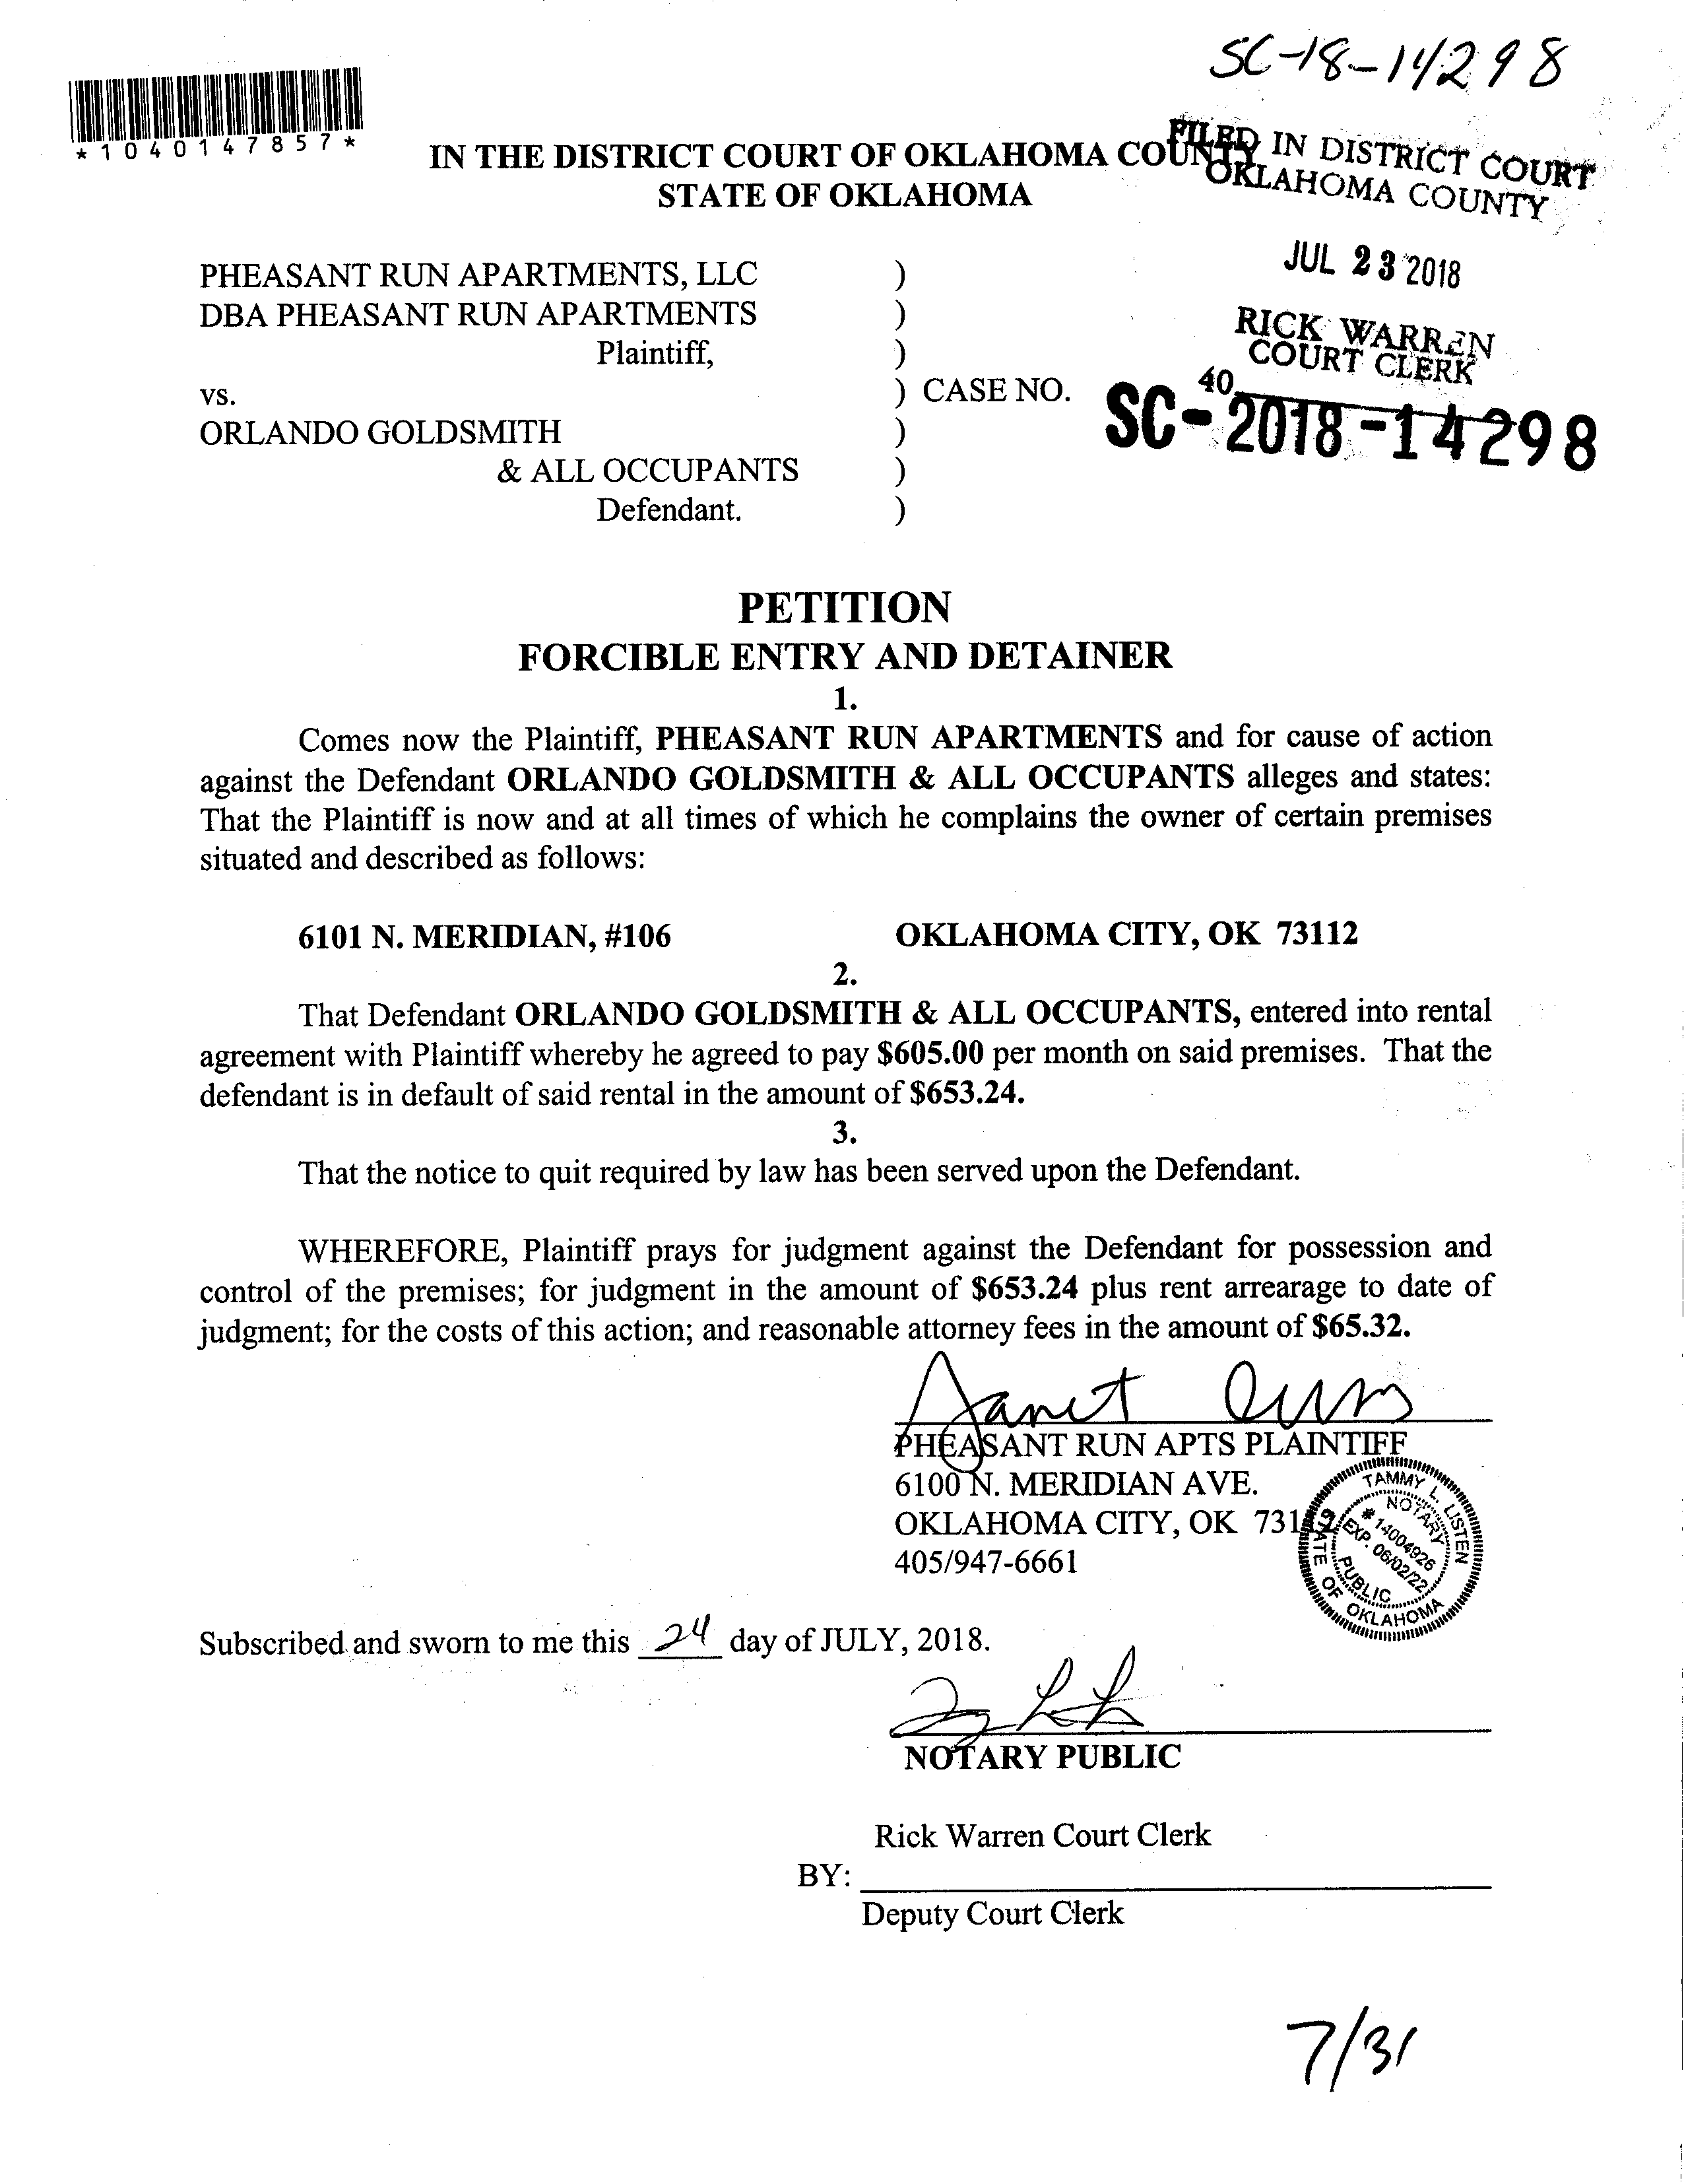 SC-18-14298
*1040147857*
IN THE DISTRICT COURT OF OKLAHOMA COUNTY
STATE OF OKLAHOMA
FILED IN DISTRICT COURT
OKLAHOMA COUNTY
JUL 23 2018
RICK WARREN
COURT CLERK
40
PHEASANT RUN APARTMENTS, LLC )
DBA PHEASANT RUN APARTMENTS )
Plaintiff, )
vs. ) CASE NO. SC-2018-14298
ORLANDO GOLDSMITH )
& ALL OCCUPANTS )
Defendant. )
PETITION
FORCIBLE ENTRY AND DETAINER
1.
Comes now the Plaintiff, PHEASANT RUN APARTMENTS and for cause of action
against the Defendant ORLANDO GOLDSMITH & ALL OCCUPANTS alleges and states:
That the Plaintiff is now and at all times of which he complains the owner of certain premises
situated and described as follows:
6101 N. MERIDIAN, #106 OKLAHOMA CITY, OK 73112
2.
That Defendant ORLANDO GOLDSMITH & ALL OCCUPANTS, entered into rental
agreement with Plaintiff whereby he agreed to pay $605.00 per month on said premises. That the
defendant is in default of said rental in the amount of $653.24.
3.
That the notice to quit required by law has been served upon the Defendant.
WHEREFORE, Plaintiff prays for judgment against the Defendant for possession and
control of the premises; for judgment in the amount of $653.24 plus rent arrearage to date of
judgment; for the costs of this action; and reasonable attorney fees in the amount of $65.32.
Janet
PHEASANT RUN APTS PLAINTIFF
6100 N. MERIDIAN AVE.
OKLAHOMA CITY, OK 73112
405/947-6661
TAMMY L. LISTEN
NOTARY PUBLIC
# 14004926
EXP. 06/02/22
STATE OF OKLAHOMA
Subscribed and sworn to me this 24 day of JULY, 2018.
NOTARY PUBLIC
Rick Warren Court Clerk
BY:
Deputy Court Clerk
7/31